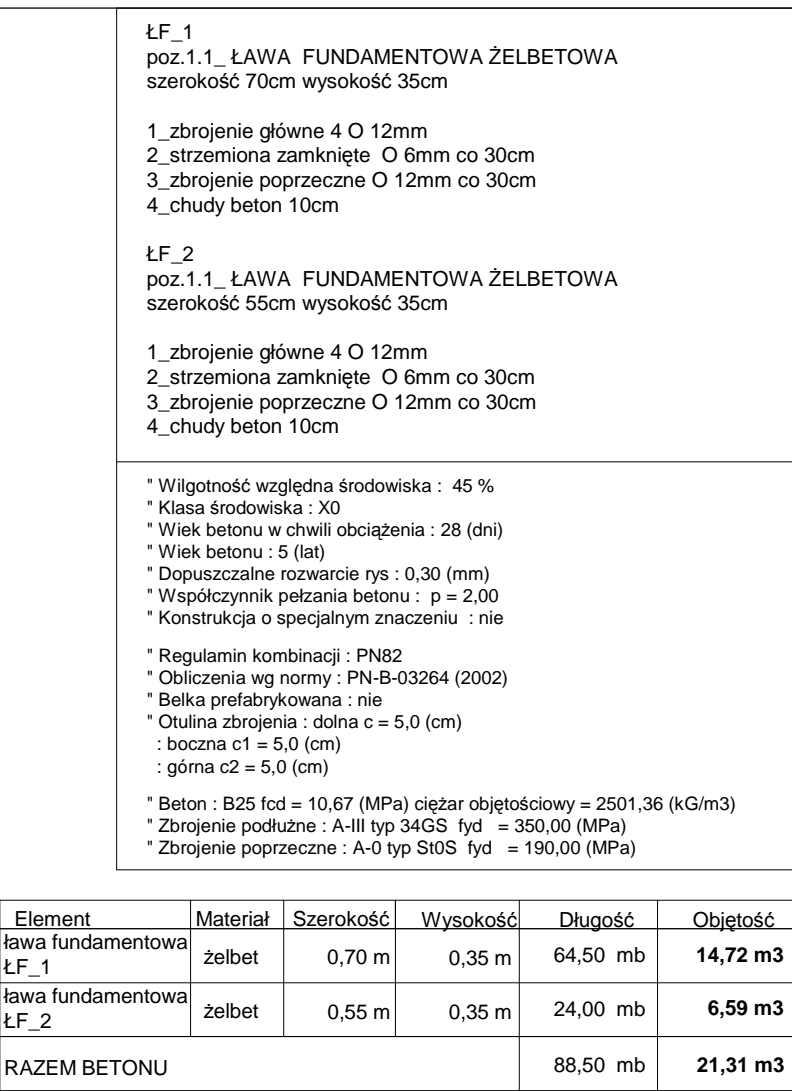 ŁF_1
poz.1.1_ ŁAWA FUNDAMENTOWA ŻELBETOWA
szerokość 70cm wysokość 35cm
1_zbrojenie główne 4 O 12mm
2_strzemiona zamknięte O 6mm co 30cm
3_zbrojenie poprzeczne O 12mm co 30cm
4_chudy beton 10cm
ŁF_2
poz.1.1_ ŁAWA FUNDAMENTOWA ŻELBETOWA
szerokość 55cm wysokość 35cm
1_zbrojenie główne 4 O 12mm
2_strzemiona zamknięte O 6mm co 30cm
3_zbrojenie poprzeczne O 12mm co 30cm
4_chudy beton 10cm
" Wilgotność względna środowiska : 45 %
" Klasa środowiska : X0
" Wiek betonu w chwili obciążenia : 28 (dni)
" Wiek betonu : 5 (lat)
" Dopuszczalne rozwarcie rys : 0,30 (mm)
" Współczynnik pełzania betonu : p = 2,00
" Konstrukcja o specjalnym znaczeniu : nie
" Regulamin kombinacji : PN82
" Obliczenia wg normy : PN-B-03264 (2002)
" Belka prefabrykowana : nie
" Otulina zbrojenia : dolna c = 5,0 (cm)
: boczna c1 = 5,0 (cm)
: górna c2 = 5,0 (cm)
" Beton : B25 fcd = 10,67 (MPa) ciężar objętościowy = 2501,36 (kG/m3)
" Zbrojenie podłużne : A-III typ 34GS fyd = 350,00 (MPa)
" Zbrojenie poprzeczne : A-0 typ St0S fyd = 190,00 (MPa)
Element Materiał Szerokość Wysokość Długość Objętość
ława fundamentowa
ŁF_1 żelbet 0,70 m 0,35 m 64,50 mb 14,72 m3
ława fundamentowa
ŁF_2 żelbet 0,55 m 0,35 m 24,00 mb 6,59 m3
RAZEM BETONU 88,50 mb 21,31 m3